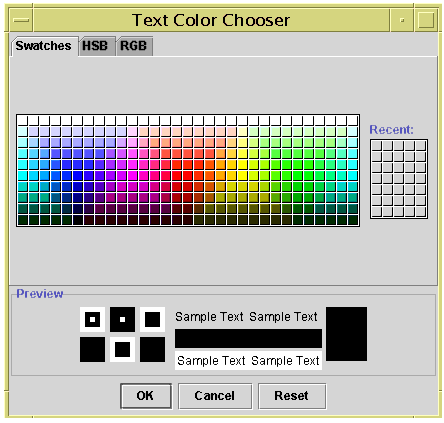 Text Color Chooser
Swatches HSB RGB
Recent:
Preview
Sample Text Sample Text
Sample Text Sample Text
OK Cancel Reset